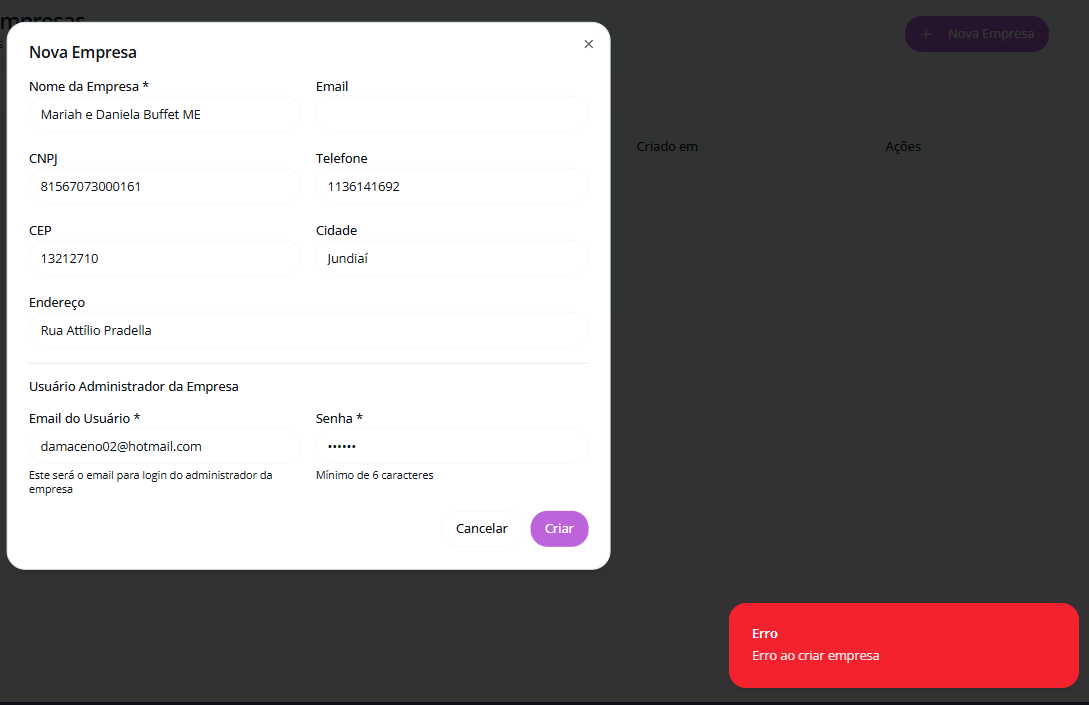 Nova Empresa
Nova Empresa
Nome da Empresa *
Email
Mariah e Daniela Buffet ME
CNPJ
Telefone
81567073000161
1136141692
Criado em
Ações
CEP
Cidade
13212710
Jundiaí
Endereço
Rua Attílio Pradella
Usuário Administrador da Empresa
Email do Usuário *
Senha *
damaceno02@hotmail.com
••••••
Este será o email para login do administrador da
empresa
Mínimo de 6 caracteres
Cancelar
Criar
Erro
Erro ao criar empresa